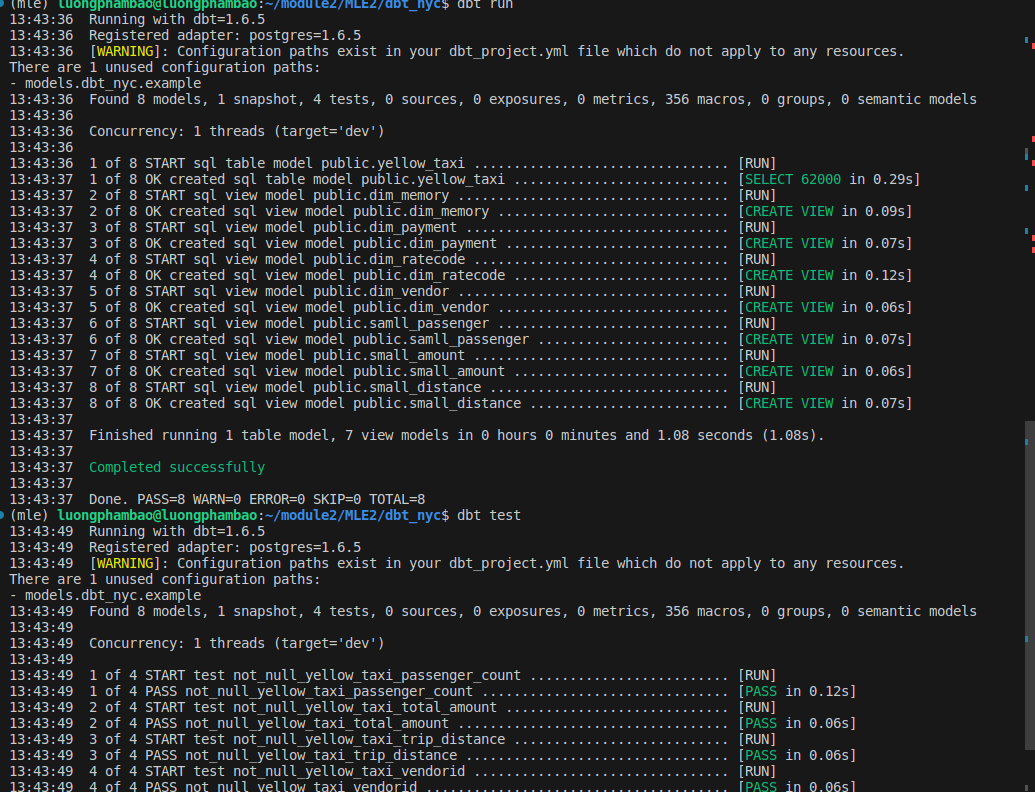 (mle) luongphambao@luongphambao:~/module2/MLE2/dbt_nyc$ dbt run
13:43:36  Running with dbt=1.6.5
13:43:36  Registered adapter: postgres=1.6.5
13:43:36  [WARNING]: Configuration paths exist in your dbt_project.yml file which do not apply to any resources.
There are 1 unused configuration paths:
- models.dbt_nyc.example
13:43:36  Found 8 models, 1 snapshot, 4 tests, 0 sources, 0 exposures, 0 metrics, 356 macros, 0 groups, 0 semantic models
13:43:36
13:43:36  Concurrency: 1 threads (target='dev')
13:43:36
13:43:36  1 of 8 START sql table model public.yellow_taxi ................................ [RUN]
13:43:37  1 of 8 OK created sql table model public.yellow_taxi ........................... [SELECT 62000 in 0.29s]
13:43:37  2 of 8 START sql view model public.dim_memory .................................. [RUN]
13:43:37  2 of 8 OK created sql view model public.dim_memory ............................. [CREATE VIEW in 0.09s]
13:43:37  3 of 8 START sql view model public.dim_payment ................................. [RUN]
13:43:37  3 of 8 OK created sql view model public.dim_payment ............................ [CREATE VIEW in 0.07s]
13:43:37  4 of 8 START sql view model public.dim_ratecode ................................ [RUN]
13:43:37  4 of 8 OK created sql view model public.dim_ratecode ........................... [CREATE VIEW in 0.12s]
13:43:37  5 of 8 START sql view model public.dim_vendor .................................. [RUN]
13:43:37  5 of 8 OK created sql view model public.dim_vendor ............................. [CREATE VIEW in 0.06s]
13:43:37  6 of 8 START sql view model public.samll_passenger ............................. [RUN]
13:43:37  6 of 8 OK created sql view model public.samll_passenger ........................ [CREATE VIEW in 0.07s]
13:43:37  7 of 8 START sql view model public.small_amount ................................ [RUN]
13:43:37  7 of 8 OK created sql view model public.small_amount ........................... [CREATE VIEW in 0.06s]
13:43:37  8 of 8 START sql view model public.small_distance .............................. [RUN]
13:43:37  8 of 8 OK created sql view model public.small_distance ......................... [CREATE VIEW in 0.07s]
13:43:37
13:43:37  Finished running 1 table model, 7 view models in 0 hours 0 minutes and 1.08 seconds (1.08s).
13:43:37
13:43:37  Completed successfully
13:43:37
13:43:37  Done. PASS=8 WARN=0 ERROR=0 SKIP=0 TOTAL=8
(mle) luongphambao@luongphambao:~/module2/MLE2/dbt_nyc$ dbt test
13:43:49  Running with dbt=1.6.5
13:43:49  Registered adapter: postgres=1.6.5
13:43:49  [WARNING]: Configuration paths exist in your dbt_project.yml file which do not apply to any resources.
There are 1 unused configuration paths:
- models.dbt_nyc.example
13:43:49  Found 8 models, 1 snapshot, 4 tests, 0 sources, 0 exposures, 0 metrics, 356 macros, 0 groups, 0 semantic models
13:43:49
13:43:49  Concurrency: 1 threads (target='dev')
13:43:49
13:43:49  1 of 4 START test not_null_yellow_taxi_passenger_count ......................... [RUN]
13:43:49  1 of 4 PASS not_null_yellow_taxi_passenger_count ............................... [PASS in 0.12s]
13:43:49  2 of 4 START test not_null_yellow_taxi_total_amount ............................ [RUN]
13:43:49  2 of 4 PASS not_null_yellow_taxi_total_amount .................................. [PASS in 0.06s]
13:43:49  3 of 4 START test not_null_yellow_taxi_trip_distance ........................... [RUN]
13:43:49  3 of 4 PASS not_null_yellow_taxi_trip_distance ................................. [PASS in 0.06s]
13:43:49  4 of 4 START test not_null_yellow_taxi_vendorid ................................ [RUN]
13:43:49  4 of 4 PASS not_null_yellow_taxi_vendorid ...................................... [PASS in 0.06s]